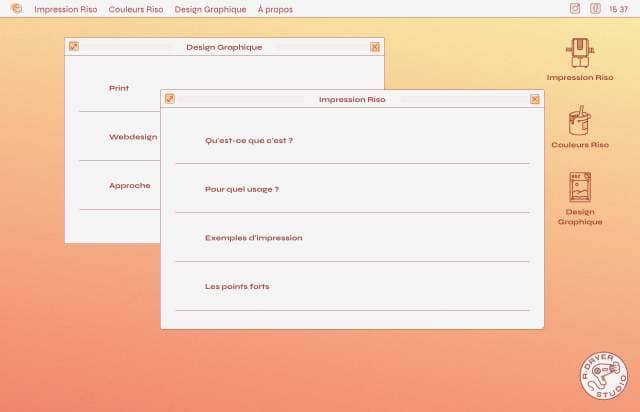 Impression Riso Couleurs Riso Design Graphique À propos 15 37
Design Graphique
Print
Webdesign
Approche
Impression Riso
Qu'est-ce que c'est ?
Pour quel usage ?
Exemples d'impression
Les points forts
Impression Riso
Couleurs Riso
Design
Graphique
R-DRYER
STUDIO